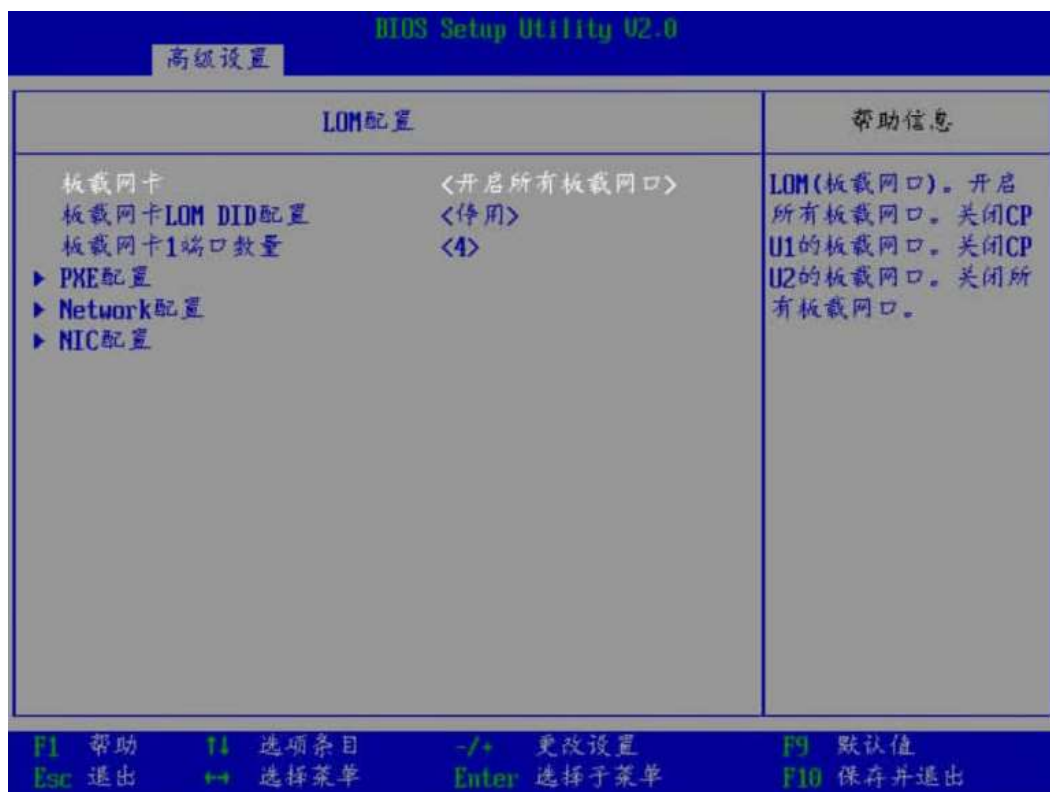 BIOS Setup Utility V2.0
高级设置
LOM配置
板载网卡 <开启所有板载网口>
板载网卡LOM DID配置 <停用>
板载网卡1端口数量 <4>
▶ PXE配置
▶ Network配置
▶ NIC配置
帮助信息
LOM(板载网口)。开启
所有板载网口。关闭CP
U1的板载网口。关闭CP
U2的板载网口。关闭所
有板载网口。
F1 帮助 ↑↓ 选项条目 -/+ 更改设置 F9 默认值
Esc 退出 ←→ 选择菜单 Enter 选择子菜单 F10 保存并退出